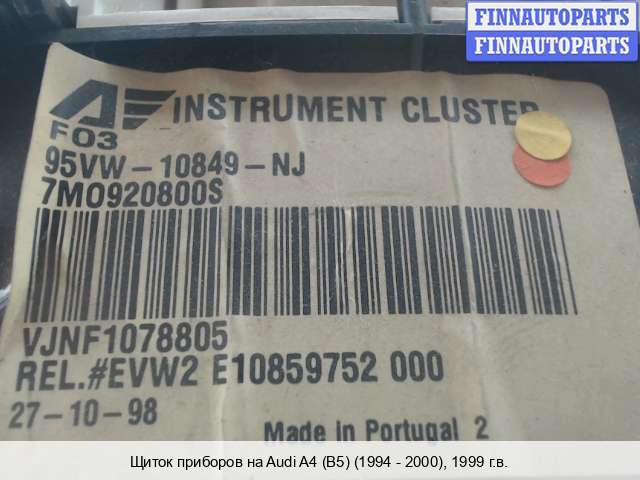 FINNAUTOPARTS
FINNAUTOPARTS
INSTRUMENT CLUSTER
F03
95VW-10849-NJ
7M0920800S
VJNF1078805
REL.#EVW2 E10859752 000
27-10-98
Made in Portugal 2
Щиток приборов на Audi A4 (B5) (1994 - 2000), 1999 г.в.